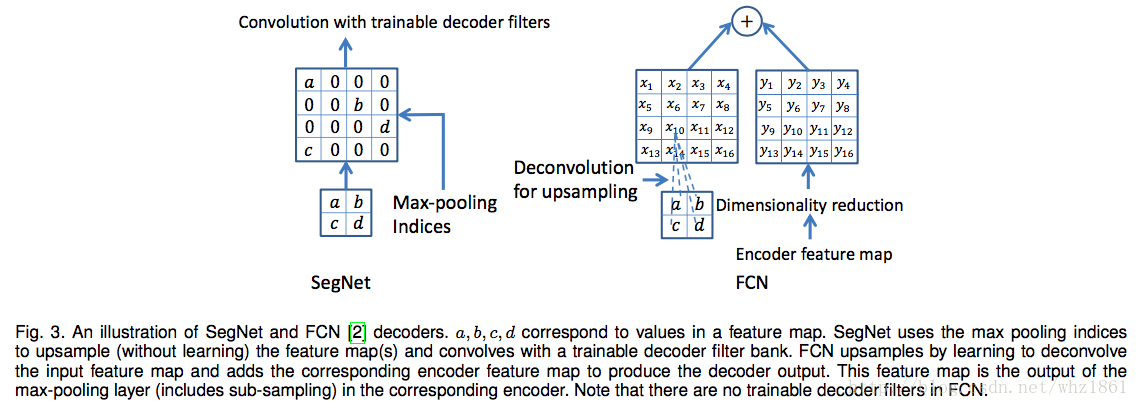 Convolution with trainable decoder filters
a 0 0 0
0 0 b 0
0 0 0 d
c 0 0 0
a b
c d
Max-pooling
Indices
SegNet
+
x1 x2 x3 x4
x5 x6 x7 x8
x9 x10 x11 x12
x13 x14 x15 x16
y1 y2 y3 y4
y5 y6 y7 y8
y9 y10 y11 y12
y13 y14 y15 y16
Deconvolution
for upsampling
a b
c d
Dimensionality reduction
Encoder feature map
FCN
Fig. 3. An illustration of SegNet and FCN [2] decoders. a, b, c, d correspond to values in a feature map. SegNet uses the max pooling indices
to upsample (without learning) the feature map(s) and convolves with a trainable decoder filter bank. FCN upsamples by learning to deconvolve
the input feature map and adds the corresponding encoder feature map to produce the decoder output. This feature map is the output of the
max-pooling layer (includes sub-sampling) in the corresponding encoder. Note that there are no trainable decoder filters in FCN.